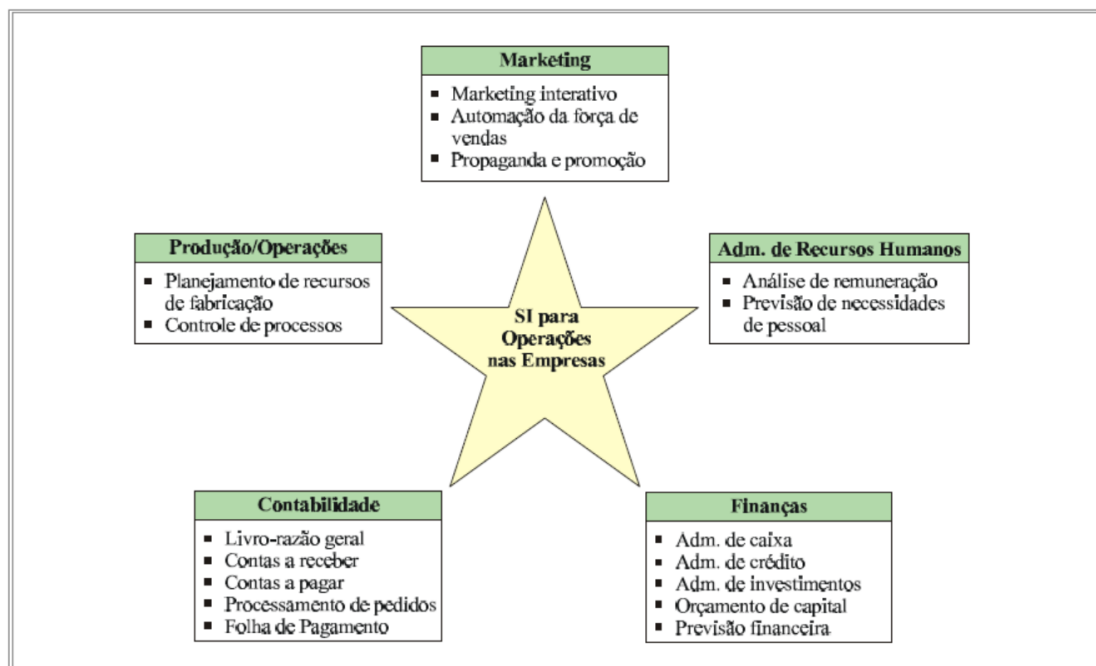 Marketing
Marketing interativo
Automação da força de
vendas
Propaganda e promoção
Produção/Operações
Planejamento de recursos
de fabricação
Controle de processos
Adm. de Recursos Humanos
Análise de remuneração
Previsão de necessidades
de pessoal
SI para
Operações
nas Empresas
Contabilidade
Livro-razão geral
Contas a receber
Contas a pagar
Processamento de pedidos
Folha de Pagamento
Finanças
Adm. de caixa
Adm. de crédito
Adm. de investimentos
Orçamento de capital
Previsão financeira